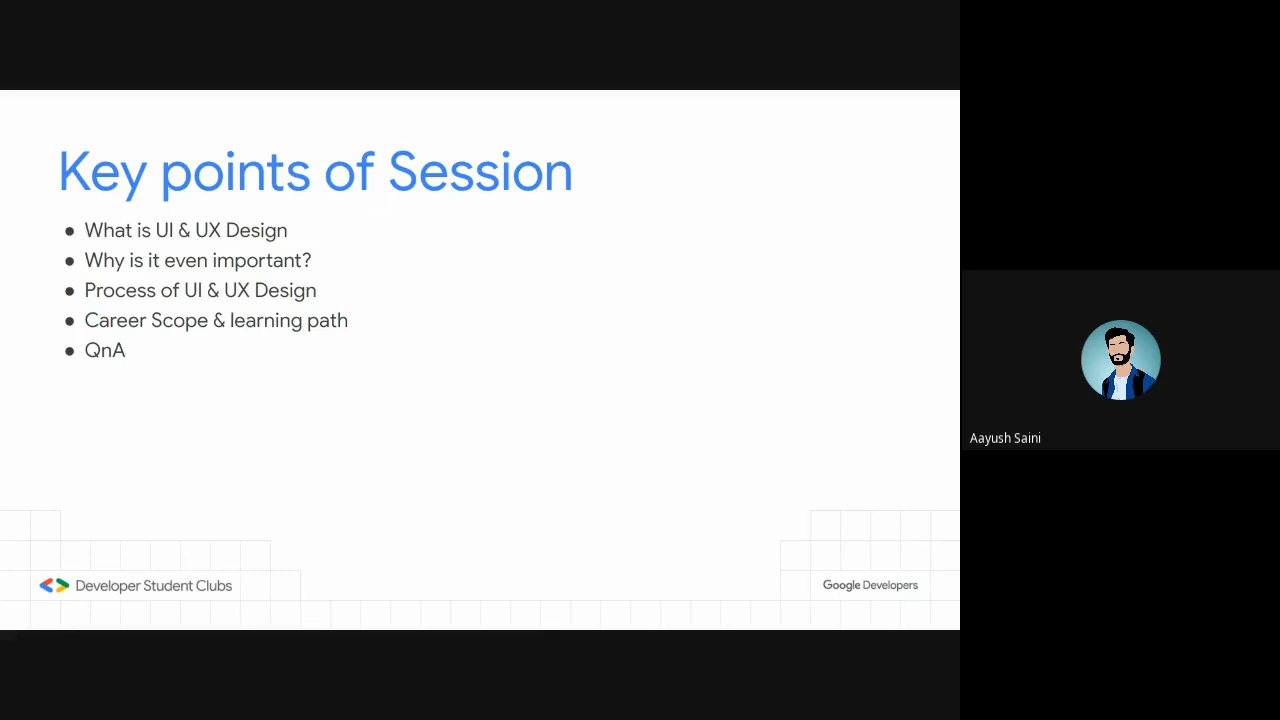 Key points of Session
● What is UI & UX Design
● Why is it even important?
● Process of UI & UX Design
● Career Scope & learning path
● QnA
Aayush Saini
Developer Student Clubs
Google Developers